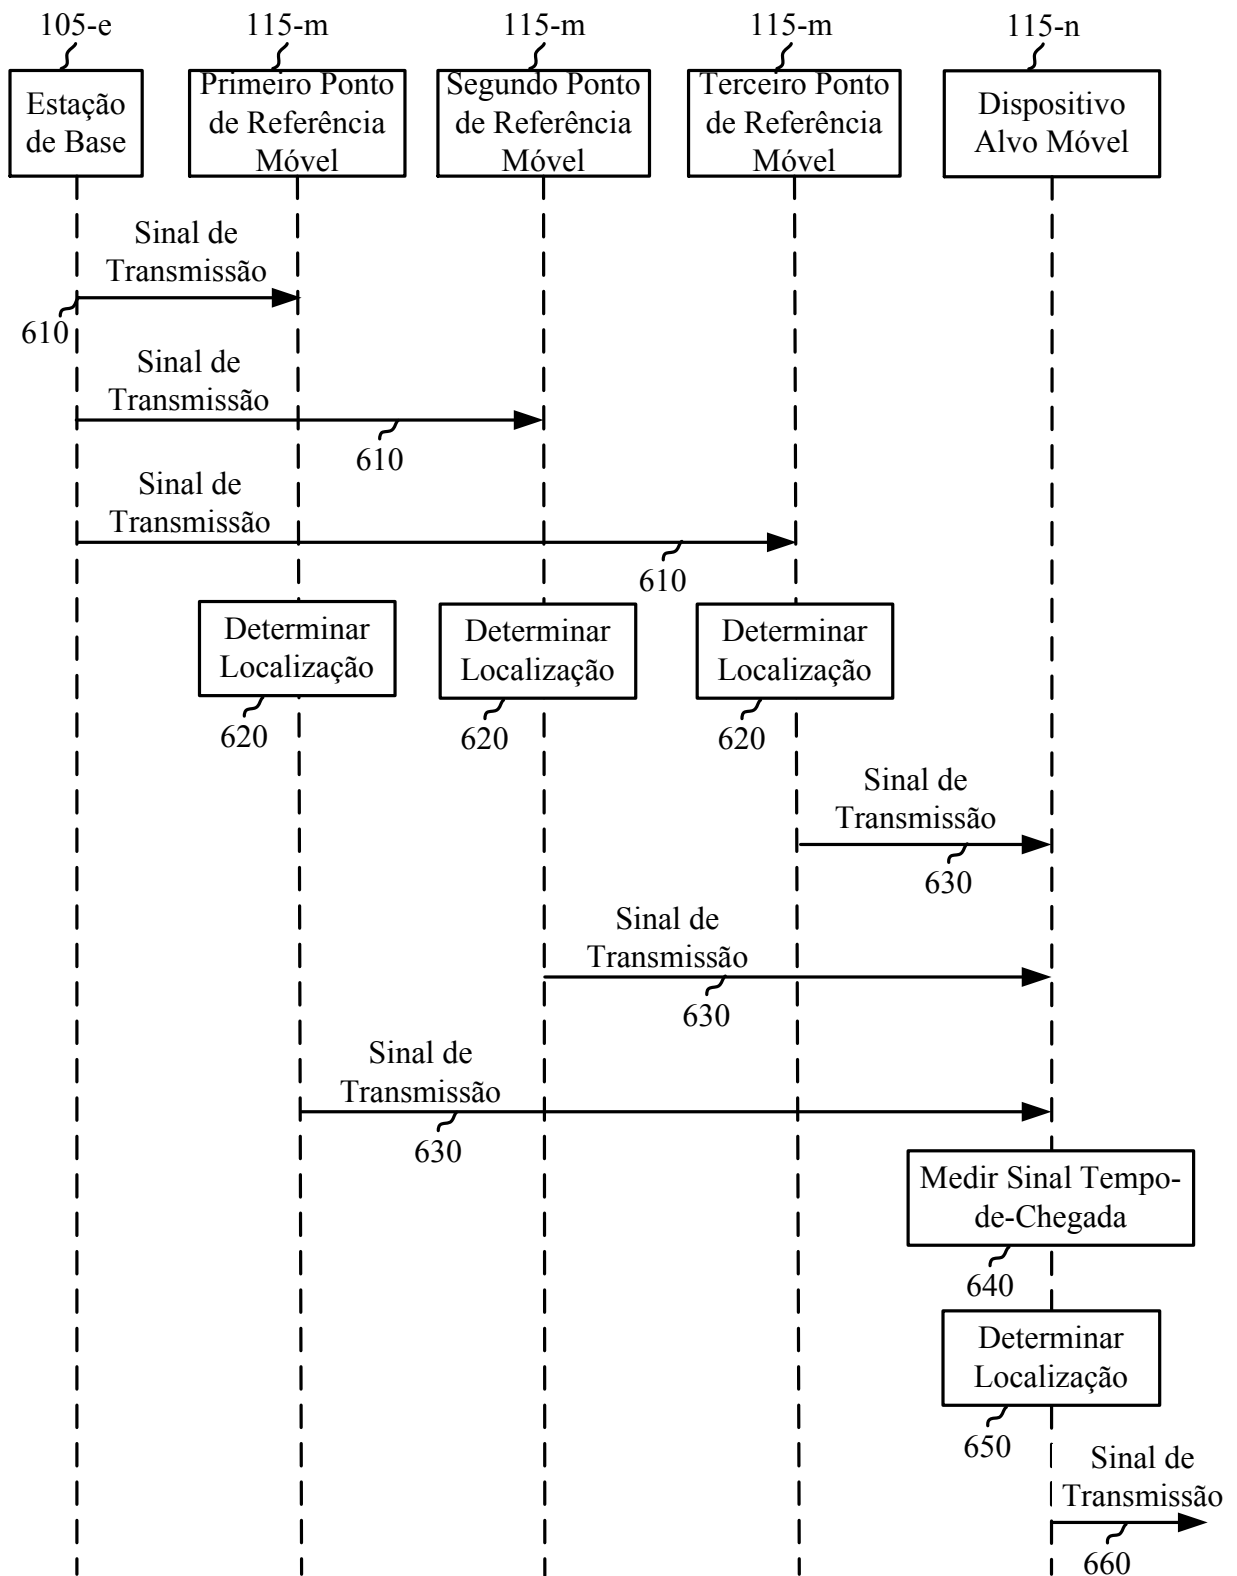 105-e
115-m
115-m
115-m
115-n
Estação
de Base
Primeiro Ponto
de Referência
Móvel
Segundo Ponto
de Referência
Móvel
Terceiro Ponto
de Referência
Móvel
Dispositivo
Alvo Móvel
Sinal de
Transmissão
610
Sinal de
Transmissão
610
Sinal de
Transmissão
610
Determinar
Localização
620
Determinar
Localização
620
Determinar
Localização
620
Sinal de
Transmissão
630
Sinal de
Transmissão
630
Sinal de
Transmissão
630
Medir Sinal Tempo-
de-Chegada
640
Determinar
Localização
650
Sinal de
Transmissão
660